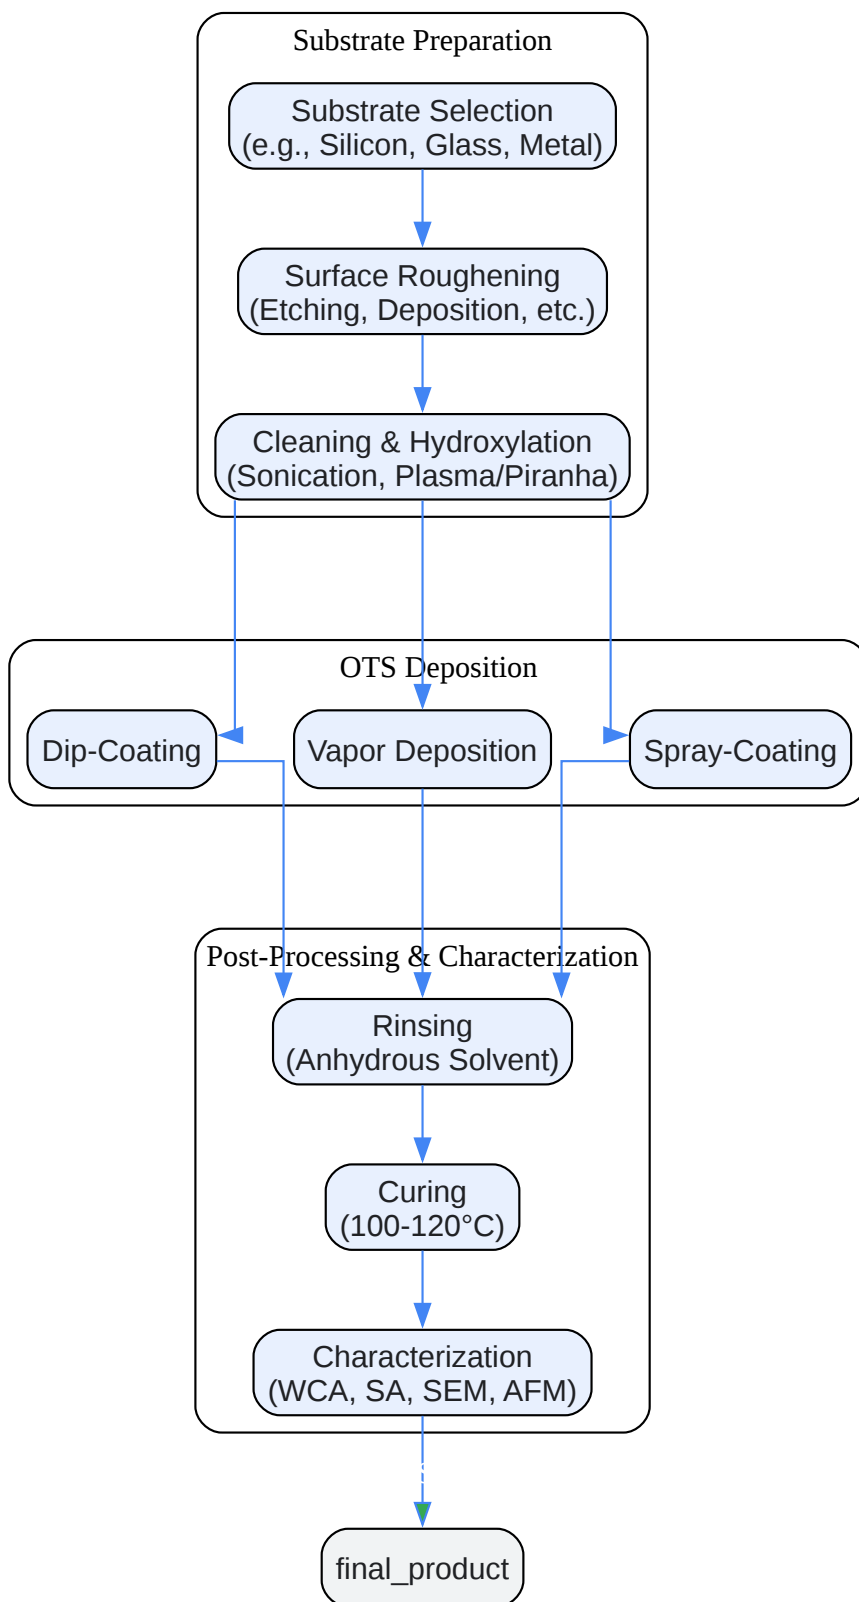 Substrate Preparation
Substrate Selection
(e.g., Silicon, Glass, Metal)
Surface Roughening
(Etching, Deposition, etc.)
Cleaning & Hydroxylation
(Sonication, Plasma/Piranha)
OTS Deposition
Dip-Coating
Vapor Deposition
Spray-Coating
Post-Processing & Characterization
Rinsing
(Anhydrous Solvent)
Curing
(100-120°C)
Characterization
(WCA, SA, SEM, AFM)
final_product